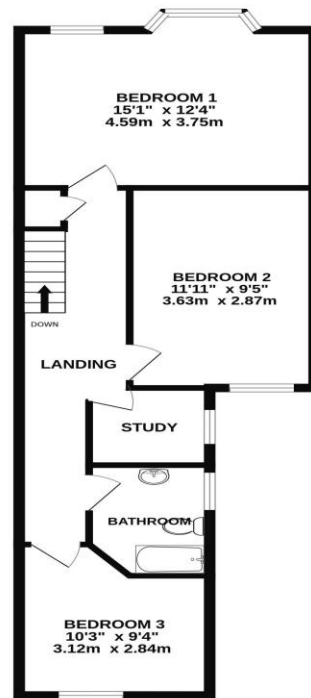 BEDROOM 1
15'1" x 12'4"
4.59m x 3.75m
BEDROOM 2
11'11" x 9'5"
3.63m x 2.87m
DOWN
LANDING
STUDY
BATHROOM
BEDROOM 3
10'3" x 9'4"
3.12m x 2.84m